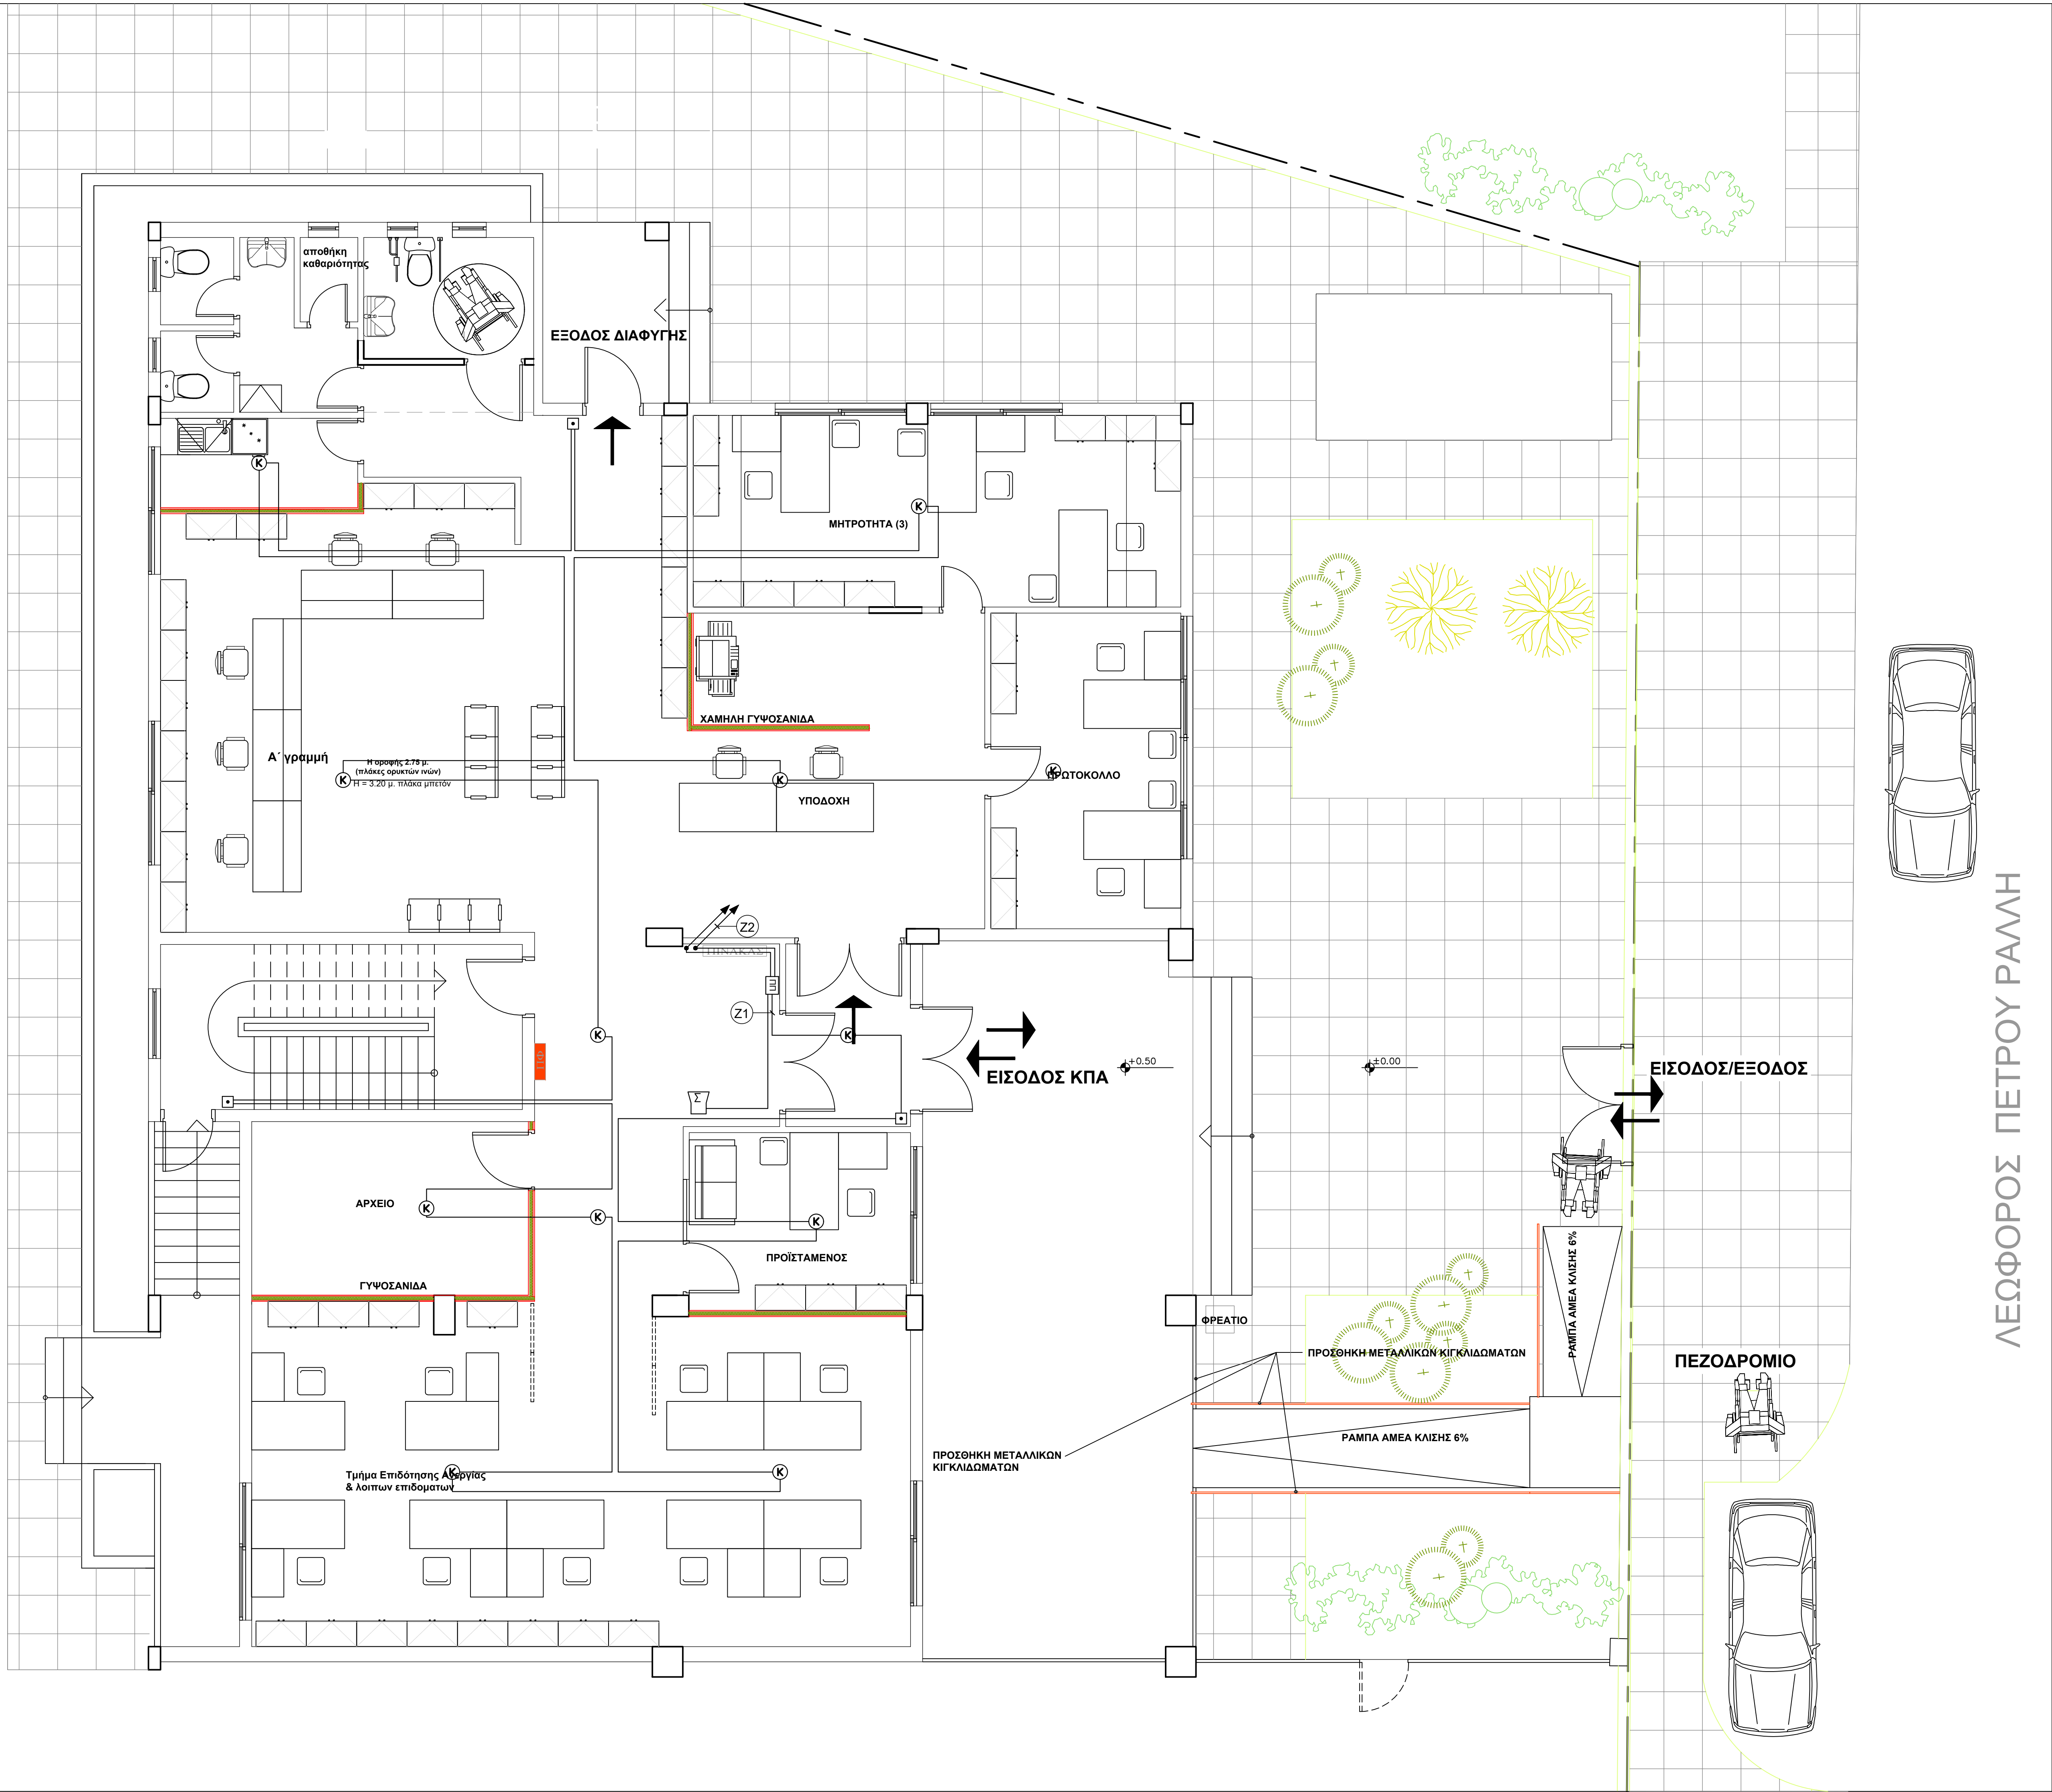 αποθήκη
καθαριότητας
ΕΞΟΔΟΣ ΔΙΑΦΥΓΗΣ
K
ΜΗΤΡΟΤΗΤΑ (3)
K
ΧΑΜΗΛΗ ΓΥΨΟΣΑΝΙΔΑ
Α΄ γραμμή
Η οροφής 2.75 μ.
(πλάκες ορυκτών ινών)
Η = 3.20 μ. πλάκα μπετόν
K
K
K
ΠΡΩΤΟΚΟΛΛΟ
ΥΠΟΔΟΧΗ
Z2
ΠΙΝΑΚΑΣ
Z1
K
K
Σ
ΕΙΣΟΔΟΣ ΚΠΑ
+0.50
±0.00
ΕΙΣΟΔΟΣ/ΕΞΟΔΟΣ
ΛΕΩΦΟΡΟΣ ΠΕΤΡΟΥ ΡΑΛΛΗ
ΑΡΧΕΙΟ
K
K
K
ΠΡΟΪΣΤΑΜΕΝΟΣ
ΓΥΨΟΣΑΝΙΔΑ
ΡΑΜΠΑ ΑΜΕΑ ΚΛΙΣΗΣ 6%
ΦΡΕΑΤΙΟ
ΠΡΟΣΘΗΚΗ ΜΕΤΑΛΛΙΚΩΝ ΚΙΓΚΛΙΔΩΜΑΤΩΝ
ΠΕΖΟΔΡΟΜΙΟ
ΡΑΜΠΑ ΑΜΕΑ ΚΛΙΣΗΣ 6%
ΠΡΟΣΘΗΚΗ ΜΕΤΑΛΛΙΚΩΝ
ΚΙΓΚΛΙΔΩΜΑΤΩΝ
Τμήμα Επιδότησης Ανεργίας
& λοιπων επιδοματων
K
K